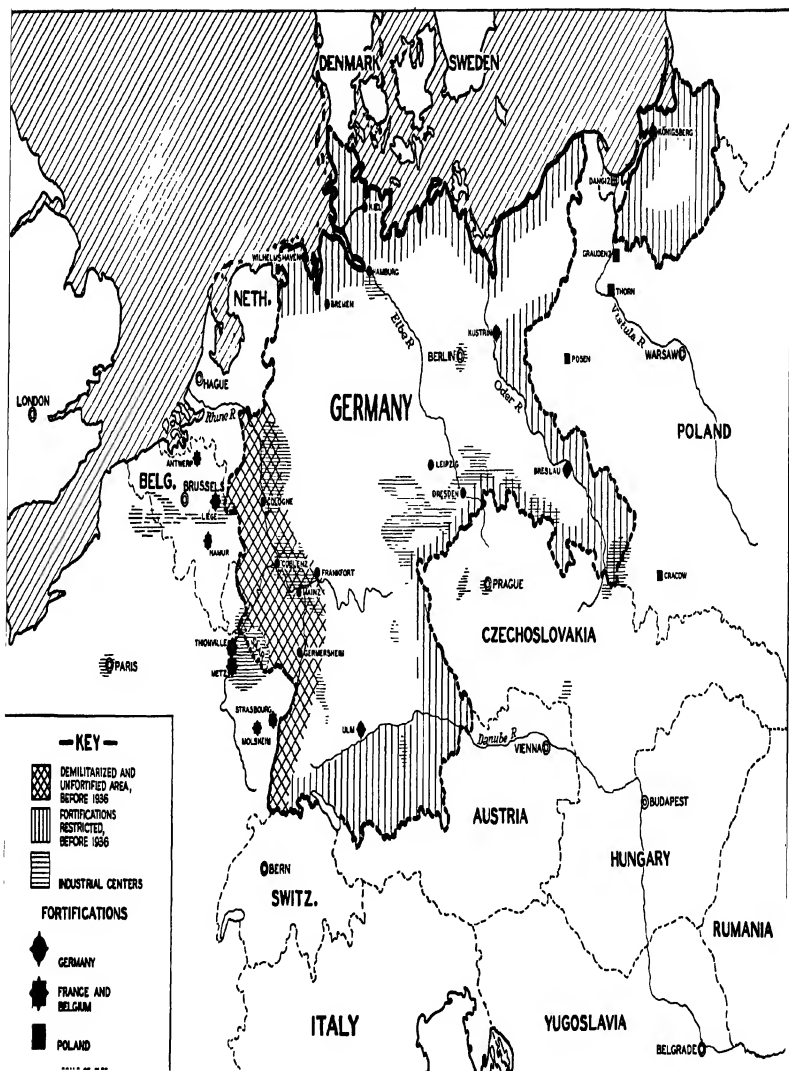 DENMARK
SWEDEN
KÖNIGSBERG
DANZIG
KIEL
GRAUDENZ
WILHELMSHAVEN
HAMBURG
NETH.
BREMEN
THORN
Elbe R
KUSTRIN
Vistula R
BERLIN
POSEN
WARSAW
HAGUE
Oder R
LONDON
GERMANY
Rhine R
POLAND
ANTWERP
LEIPZIG
BRESLAU
BELG.
BRUSSELS
DRESDEN
COLOGNE
LIEGE
NAMUR
COBLENZ
FRANKFORT
PRAGUE
CRACOW
MAINZ
CZECHOSLOVAKIA
THIONVILLE
GERMERSHEIM
PARIS
METZ
STRASBOURG
MOLSHEIM
ULM
Danube R
VIENNA
BUDAPEST
AUSTRIA
HUNGARY
BERN
SWITZ.
RUMANIA
ITALY
YUGOSLAVIA
BELGRADE
—KEY—
DEMILITARIZED AND
UNFORTIFIED AREA,
BEFORE 1936
FORTIFICATIONS
RESTRICTED,
BEFORE 1936
INDUSTRIAL CENTERS
FORTIFICATIONS
GERMANY
FRANCE AND
BELGIUM
POLAND